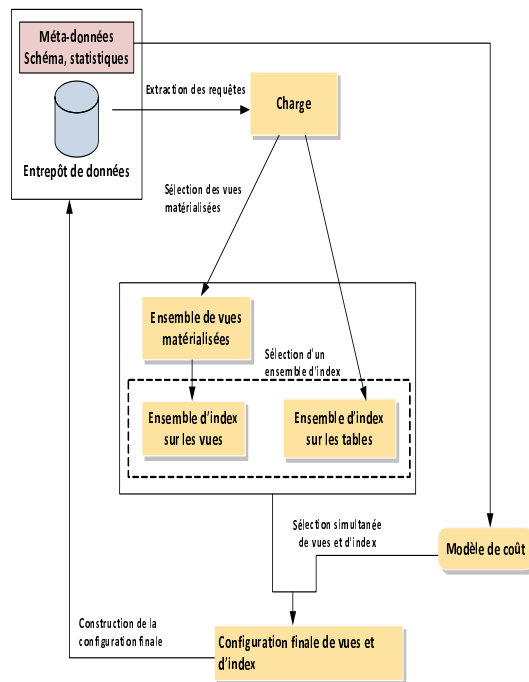 Méta-données
Schéma, statistiques
Entrepôt de données
Extraction des requêtes
Charge
Sélection des vues
matérialisées
Ensemble de vues
matérialisées
Sélection d'un
ensemble d'index
Ensemble d'index
sur les vues
Ensemble d'index
sur les tables
Sélection simultanée
de vues et d'index
Modèle de coût
Construction de la
configuration finale
Configuration finale de vues et
d'index